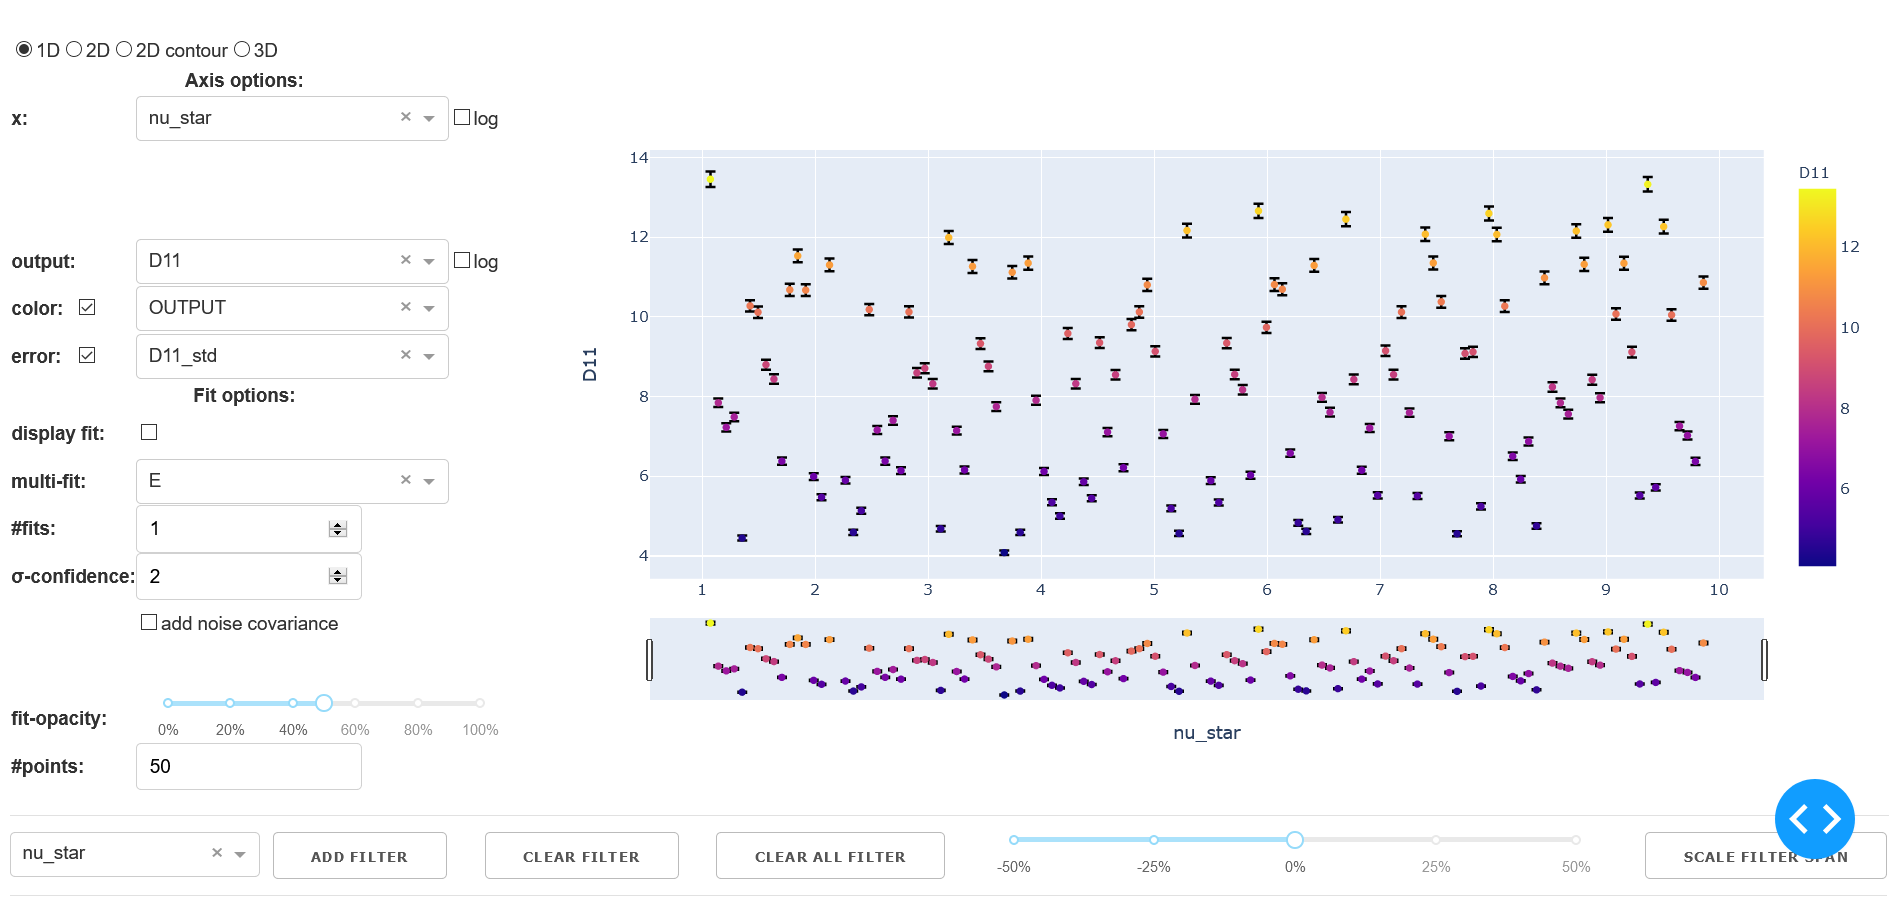 1D 2D 2D contour 3D
Axis options:
x: nu_star × log
output: D11 × log
color: OUTPUT ×
error: D11_std ×
Fit options:
display fit:
multi-fit: E ×
#fits: 1
σ-confidence: 2
add noise covariance
fit-opacity:
0% 20% 40% 60% 80% 100%
#points: 50
14
12
10
8
6
4
D11
1 2 3 4 5 6 7 8 9 10
nu_star
D11
12
10
8
6
nu_star × ADD FILTER CLEAR FILTER CLEAR ALL FILTER -50% -25% 0% 25% 50% SCALE FILTER SPAN